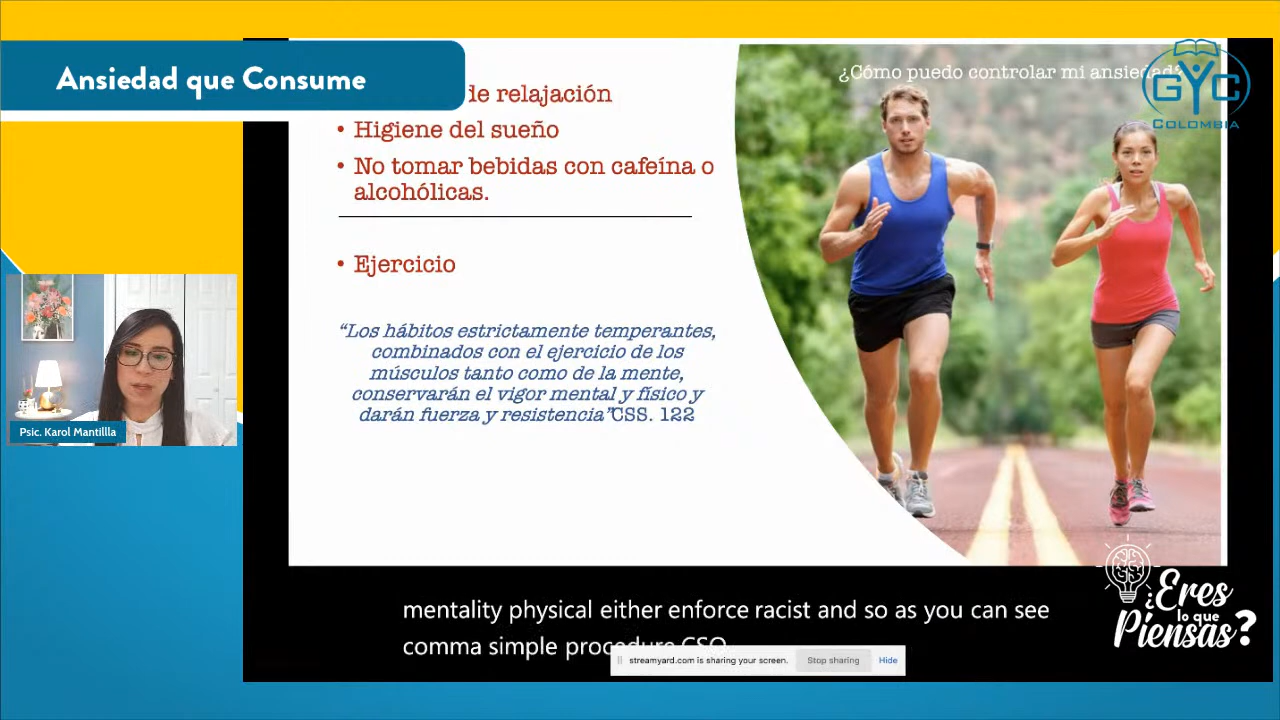 Ansiedad que Consume
¿Cómo puedo controlar mi ansiedad?
GYC
COLOMBIA
de relajación
• Higiene del sueño
• No tomar bebidas con cafeína o
alcohólicas.
• Ejercicio
“Los hábitos estrictamente temperantes,
combinados con el ejercicio de los
músculos tanto como de la mente,
conservarán el vigor mental y físico y
darán fuerza y resistencia”CSS. 122
Psic. Karol Mantillla
mentality physical either enforce racist and so as you can see
comma simple procedure CSO
streamyard.com is sharing your screen. Stop sharing Hide
¿Eres
lo que
Piensas?